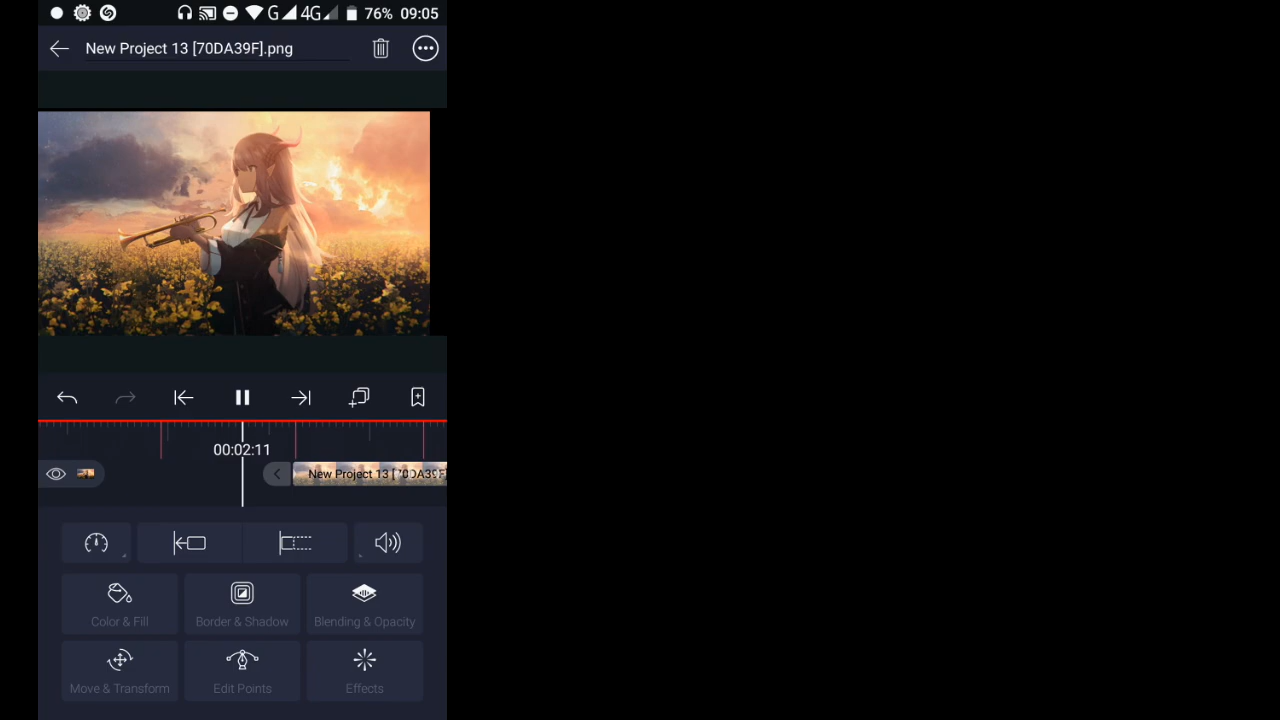 G 4G 76% 09:05
New Project 13 [70DA39F].png
00:02:11
New Project 13 [70DA39F
Color & Fill
Border & Shadow
Blending & Opacity
Move & Transform
Edit Points
Effects